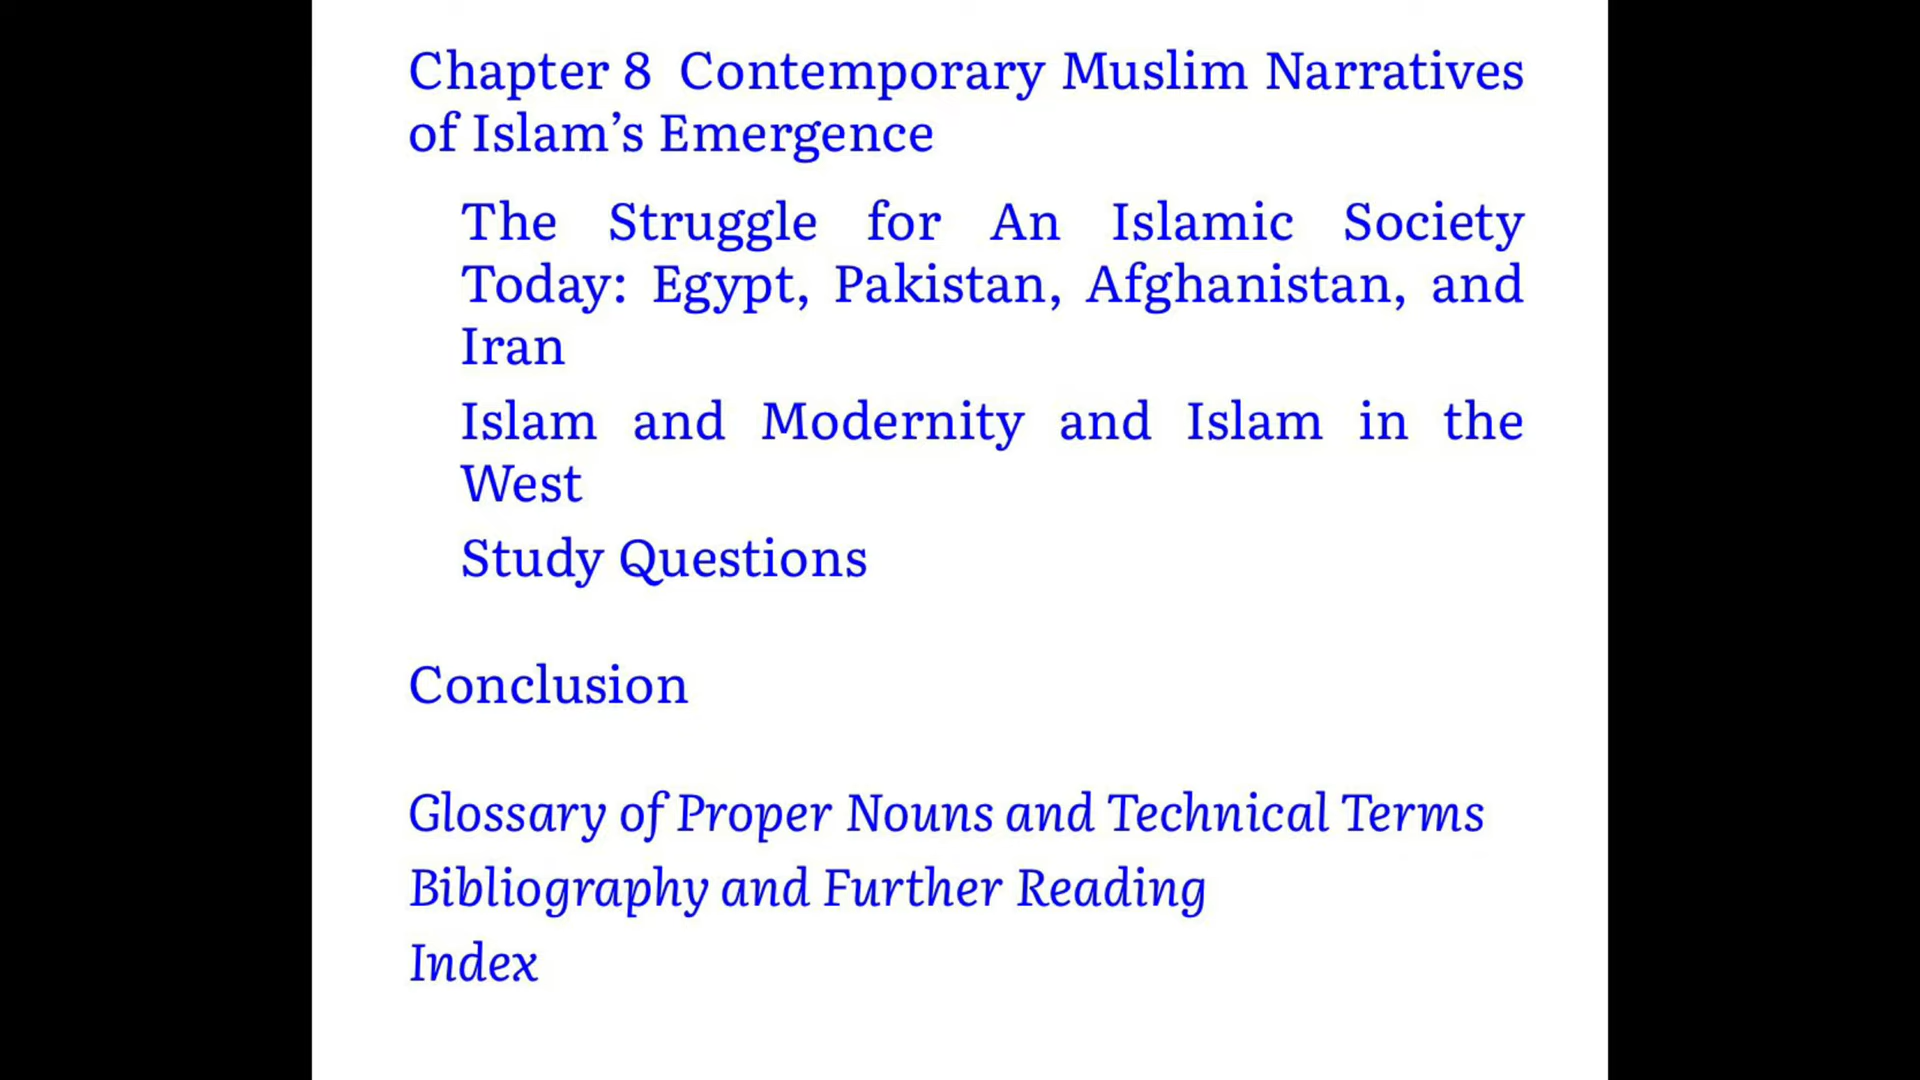 Chapter 8 Contemporary Muslim Narratives
of Islam’s Emergence
The Struggle for An Islamic Society
Today: Egypt, Pakistan, Afghanistan, and
Iran
Islam and Modernity and Islam in the
West
Study Questions
Conclusion
Glossary of Proper Nouns and Technical Terms
Bibliography and Further Reading
Index